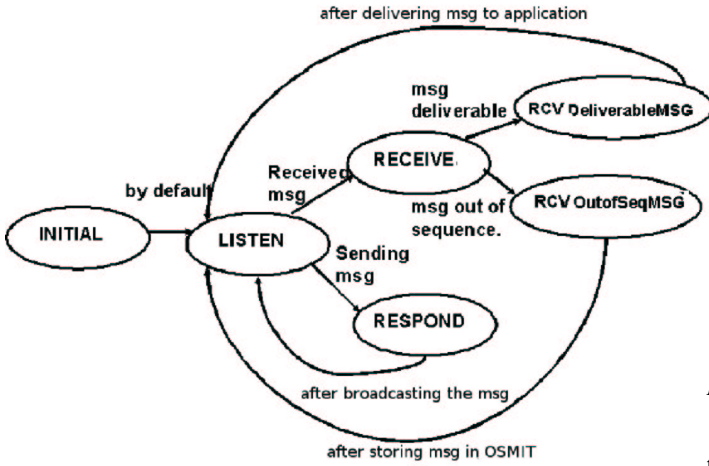 after delivering msg to application
msg
deliverable
RCV DeliverableMSG
RECEIVE.
Received
msg
by default
RCV OutofSeqMSG
msg out of
sequence.
INITIAL
LISTEN
Sending
msg
RESPOND
after broadcasting the msg
after storing msg in OSMIT